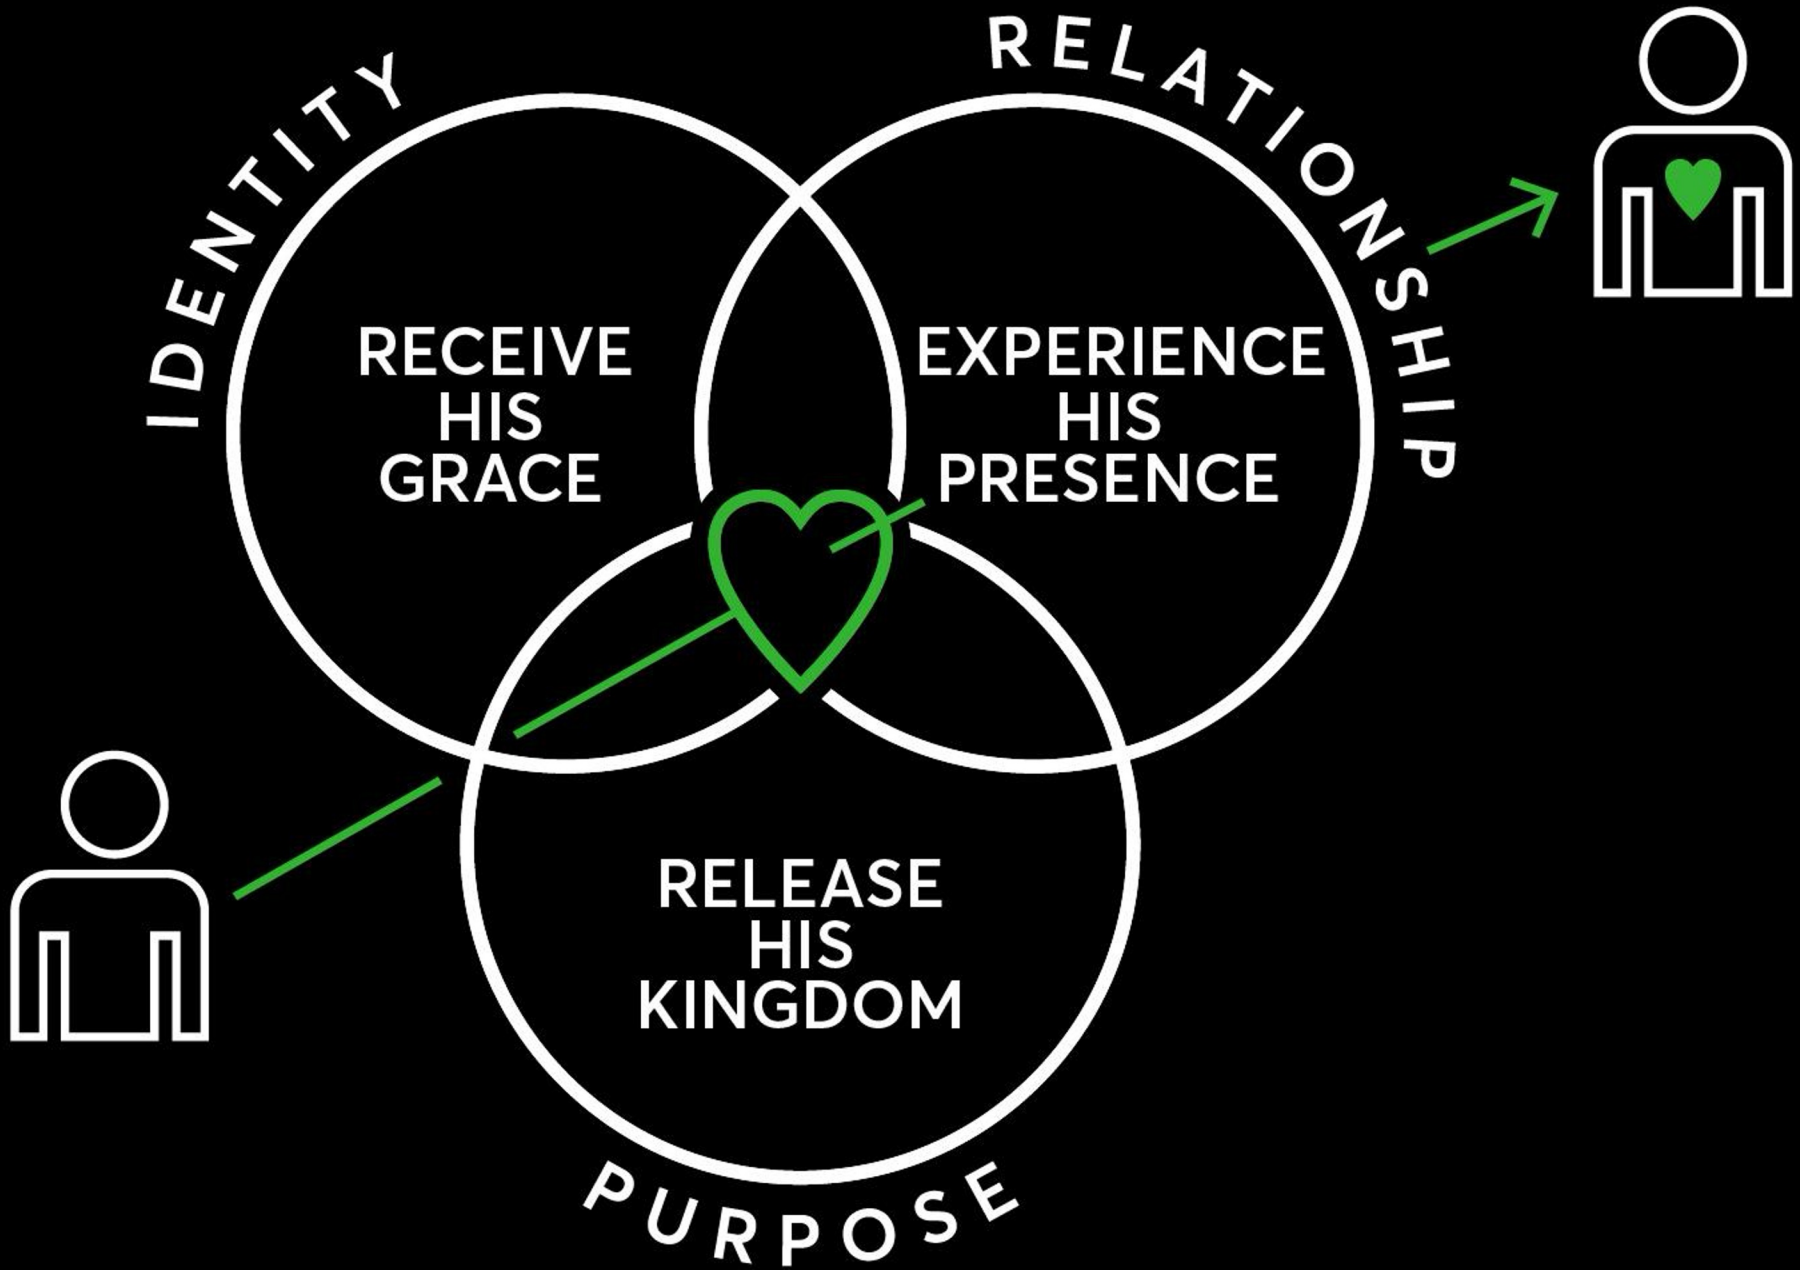 IDENTITY
RELATIONSHIP
RECEIVE
HIS
GRACE
EXPERIENCE
HIS
PRESENCE
RELEASE
HIS
KINGDOM
PURPOSE